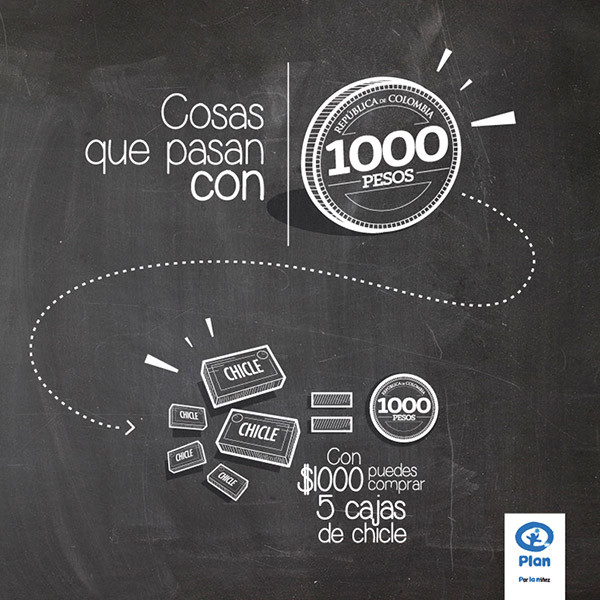 Cosas
que pasan
con
REPÚBLICA DE COLOMBIA
1000
PESOS
CHICLE
CHICLE
CHICLE
CHICLE
CHICLE
REPÚBLICA DE COLOMBIA
1000
PESOS
Con
$1000 puedes
comprar
5 cajas
de chicle
Plan
Por la niñez